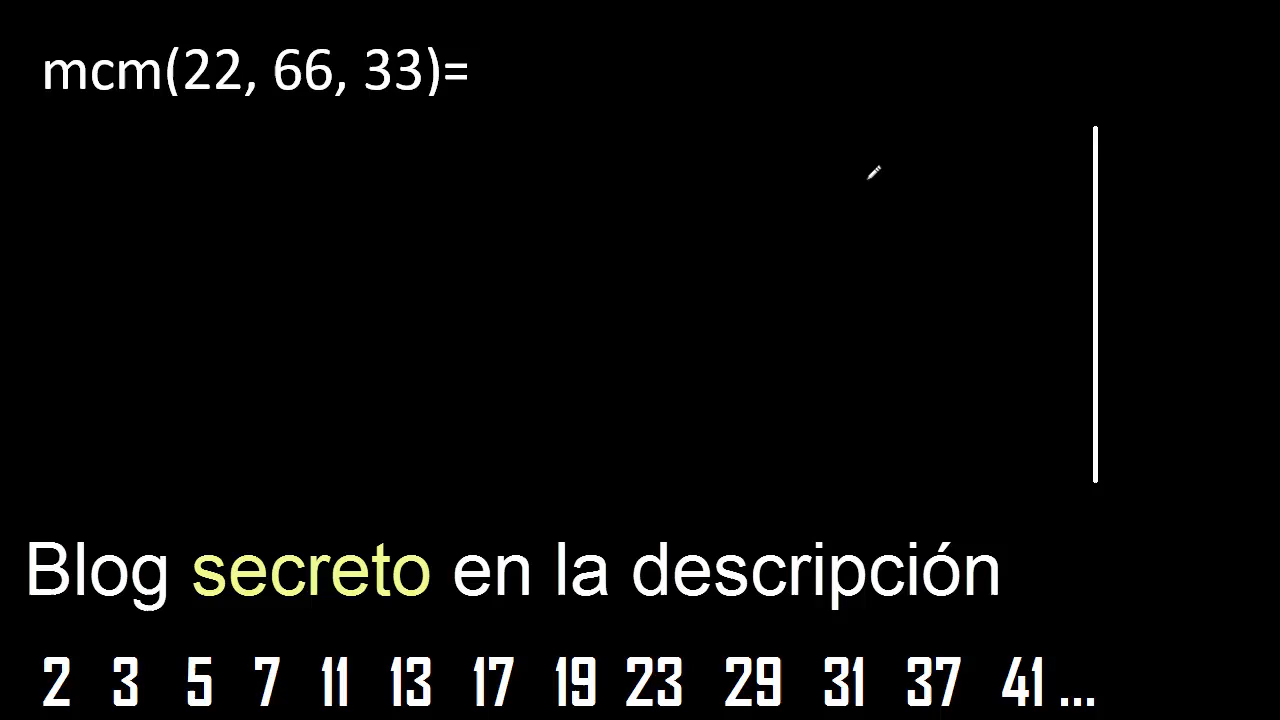 mcm(22, 66, 33)=
Blog secreto en la descripción
2 3 5 7 11 13 17 19 23 29 31 37 41 ...